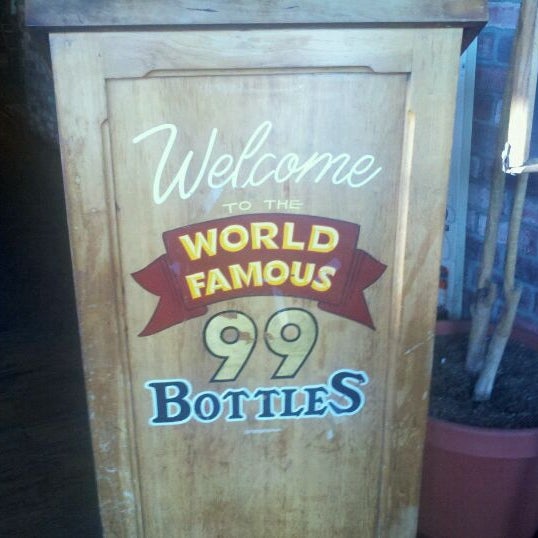 Welcome
TO THE
WORLD
FAMOUS
99
BOTTLES